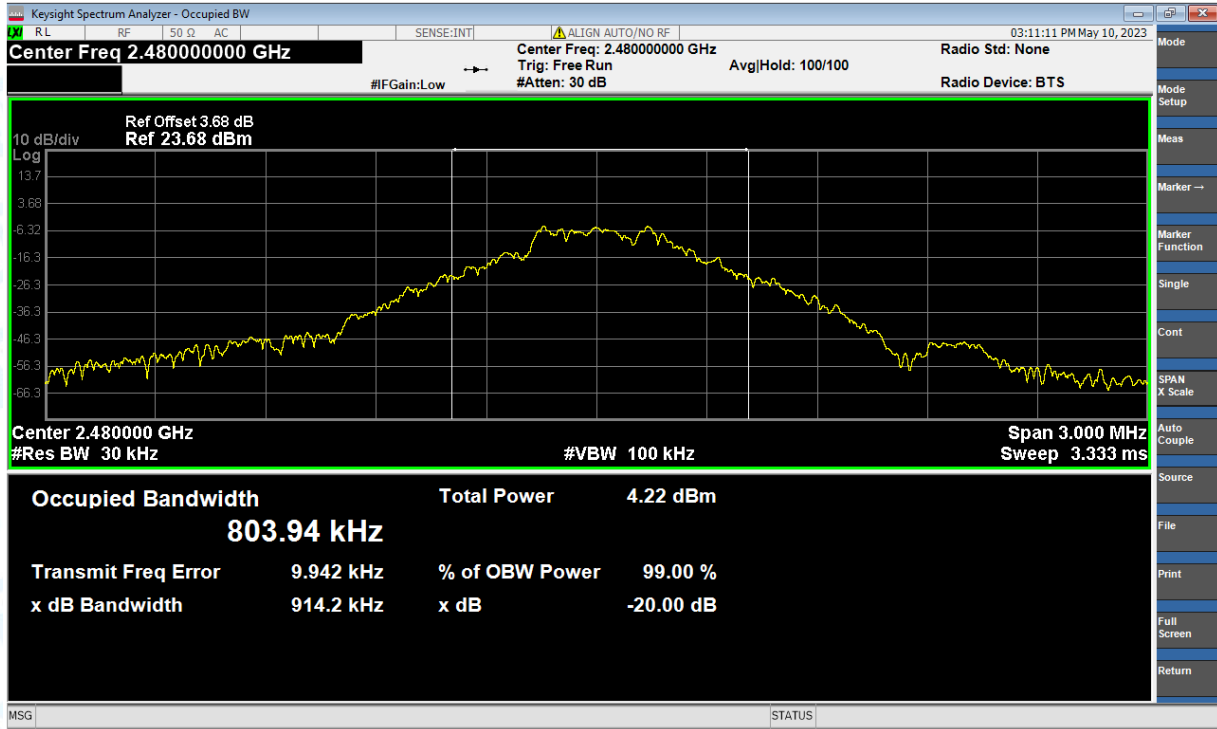 Keysight Spectrum Analyzer - Occupied BW
LXI RL RF 50 Ω AC SENSE:INT ALIGN AUTO/NO RF 03:11:11 PM May 10, 2023
Center Freq 2.480000000 GHz
Center Freq: 2.480000000 GHz Radio Std: None
Trig: Free Run Avg|Hold: 100/100
#IFGain:Low #Atten: 30 dB Radio Device: BTS
Ref Offset 3.68 dB
10 dB/div Ref 23.68 dBm
Log
13.7
3.68
-6.32
-16.3
-26.3
-36.3
-46.3
-56.3
-66.3
Center 2.480000 GHz Span 3.000 MHz
#Res BW 30 kHz #VBW 100 kHz Sweep 3.333 ms
Occupied Bandwidth Total Power 4.22 dBm
803.94 kHz
Transmit Freq Error 9.942 kHz % of OBW Power 99.00 %
x dB Bandwidth 914.2 kHz x dB -20.00 dB
MSG STATUS
Mode
Mode
Setup
Meas
Marker→
Marker
Function
Single
Cont
SPAN
X Scale
Auto
Couple
Source
File
Print
Full
Screen
Return